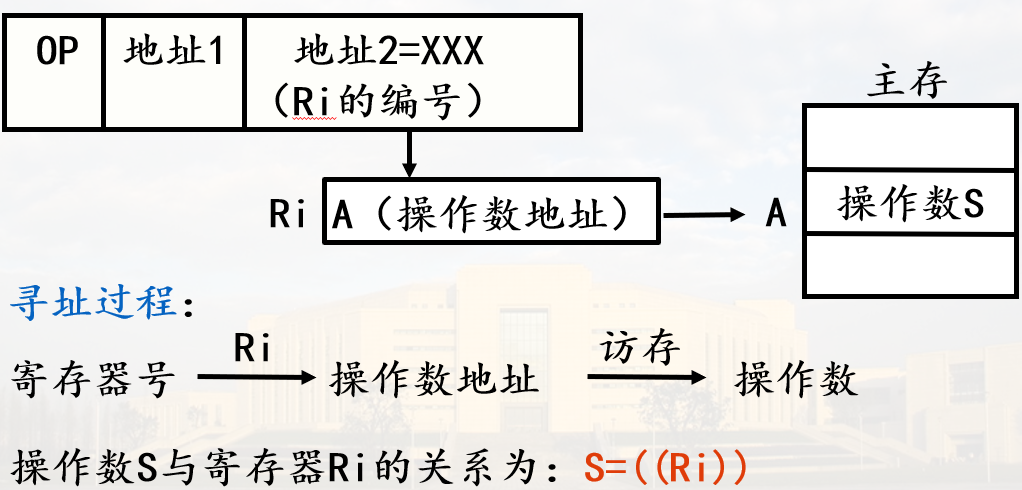 OP 地址1 地址2=XXX
（Ri的编号）
主存
Ri A（操作数地址） A 操作数S
寻址过程：
Ri 访存
寄存器号 操作数地址 操作数
操作数S与寄存器Ri的关系为：S=((Ri))